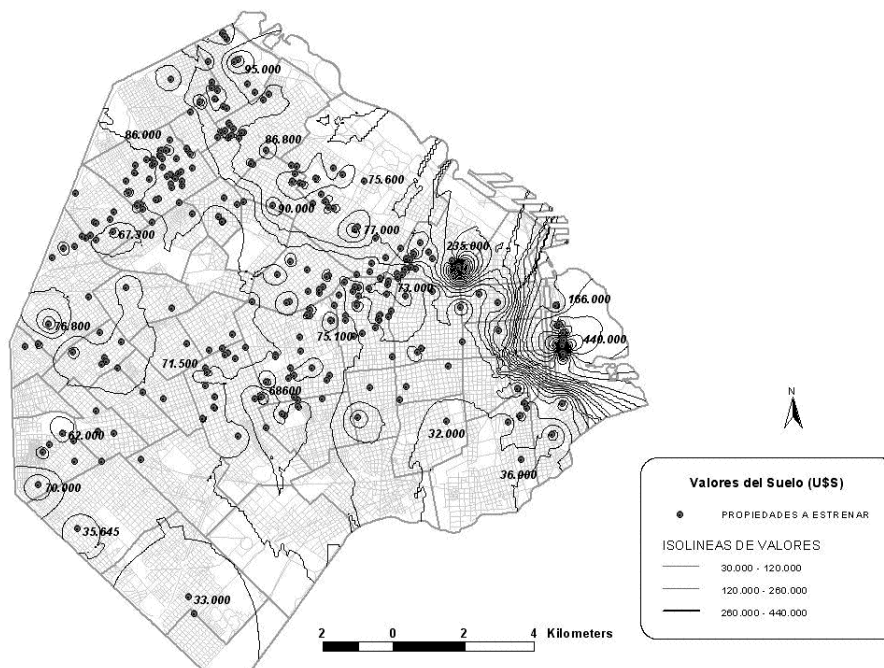 95.000
86.000
86.800
75.600
90.000
77.000
67.300
235.000
73.000
166.000
76.800
75.100
440.000
71.500
68600
62.000
32.000
36.000
70.000
35.645
33.000
N
2 0 2 4 Kilometers
Valores del Suelo (U$S)
PROPIEDADES A ESTRENAR
ISOLINEAS DE VALORES
30.000 - 120.000
120.000 - 260.000
260.000 - 440.000